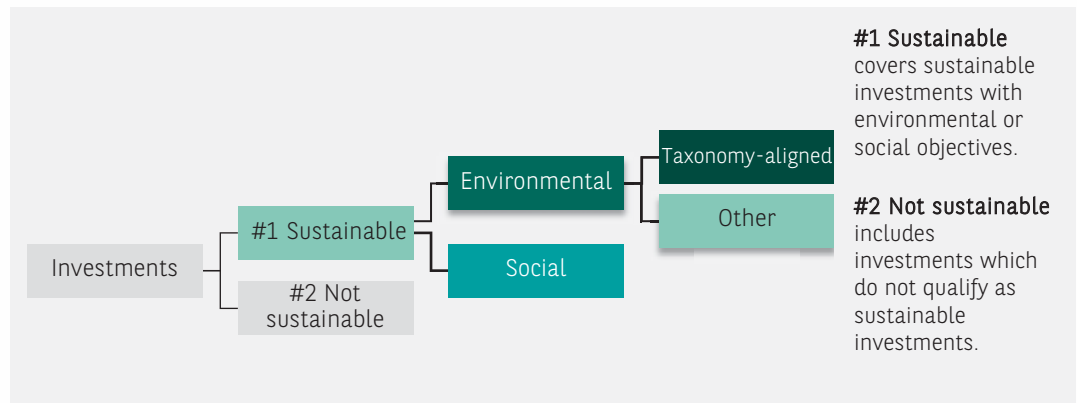 Investments
#1 Sustainable
#2 Not
sustainable
Environmental
Social
Taxonomy-aligned
Other
#1 Sustainable
covers sustainable
investments with
environmental or
social objectives.
#2 Not sustainable
includes
investments which
do not qualify as
sustainable
investments.